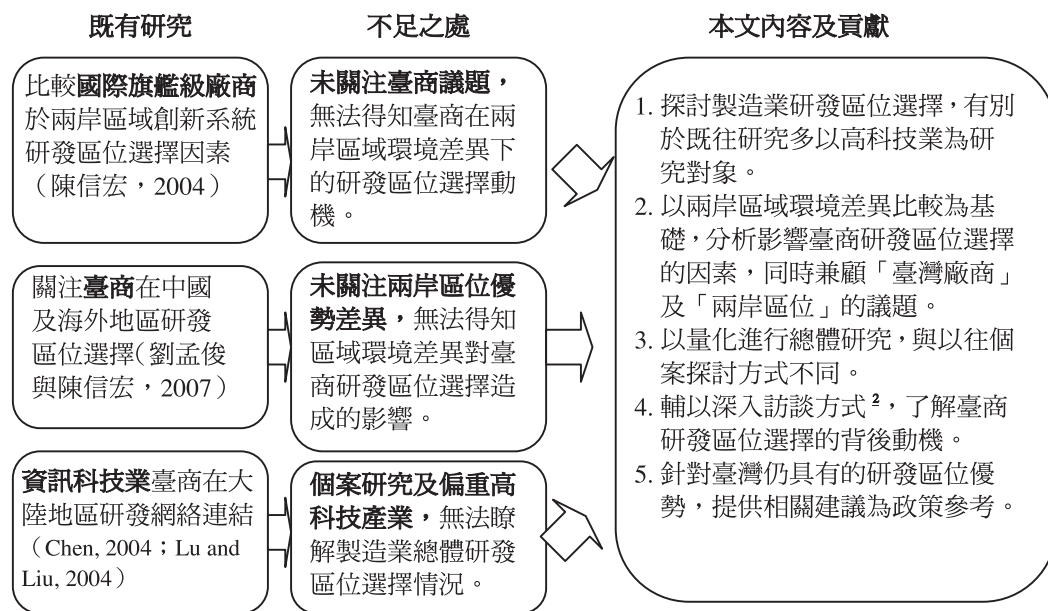 既有研究
不足之處
本文內容及貢獻
比較國際旗艦級廠商
於兩岸區域創新系統
研發區位選擇因素
（陳信宏，2004）
未關注臺商議題，
無法得知臺商在兩
岸區域環境差異下
的研發區位選擇動
機。
關注臺商在中國
及海外地區研發
區位選擇(劉孟俊
與陳信宏，2007）
未關注兩岸區位優
勢差異，無法得知
區域環境差異對臺
商研發區位選擇造
成的影響。
資訊科技業臺商在大
陸地區研發網絡連結
（Chen, 2004；Lu and
Liu, 2004）
個案研究及偏重高
科技產業，無法瞭
解製造業總體研發
區位選擇情況。
1. 探討製造業研發區位選擇，有別
於既往研究多以高科技業為研
究對象。
2. 以兩岸區域環境差異比較為基
礎，分析影響臺商研發區位選擇
的因素，同時兼顧「臺灣廠商」
及「兩岸區位」的議題。
3. 以量化進行總體研究，與以往個
案探討方式不同。
4. 輔以深入訪談方式²，了解臺商
研發區位選擇的背後動機。
5. 針對臺灣仍具有的研發區位優
勢，提供相關建議為政策參考。